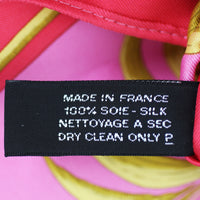 MADE IN FRANCE
100% SOIE - SILK
NETTOYAGE A SEC
DRY CLEAN ONLY P